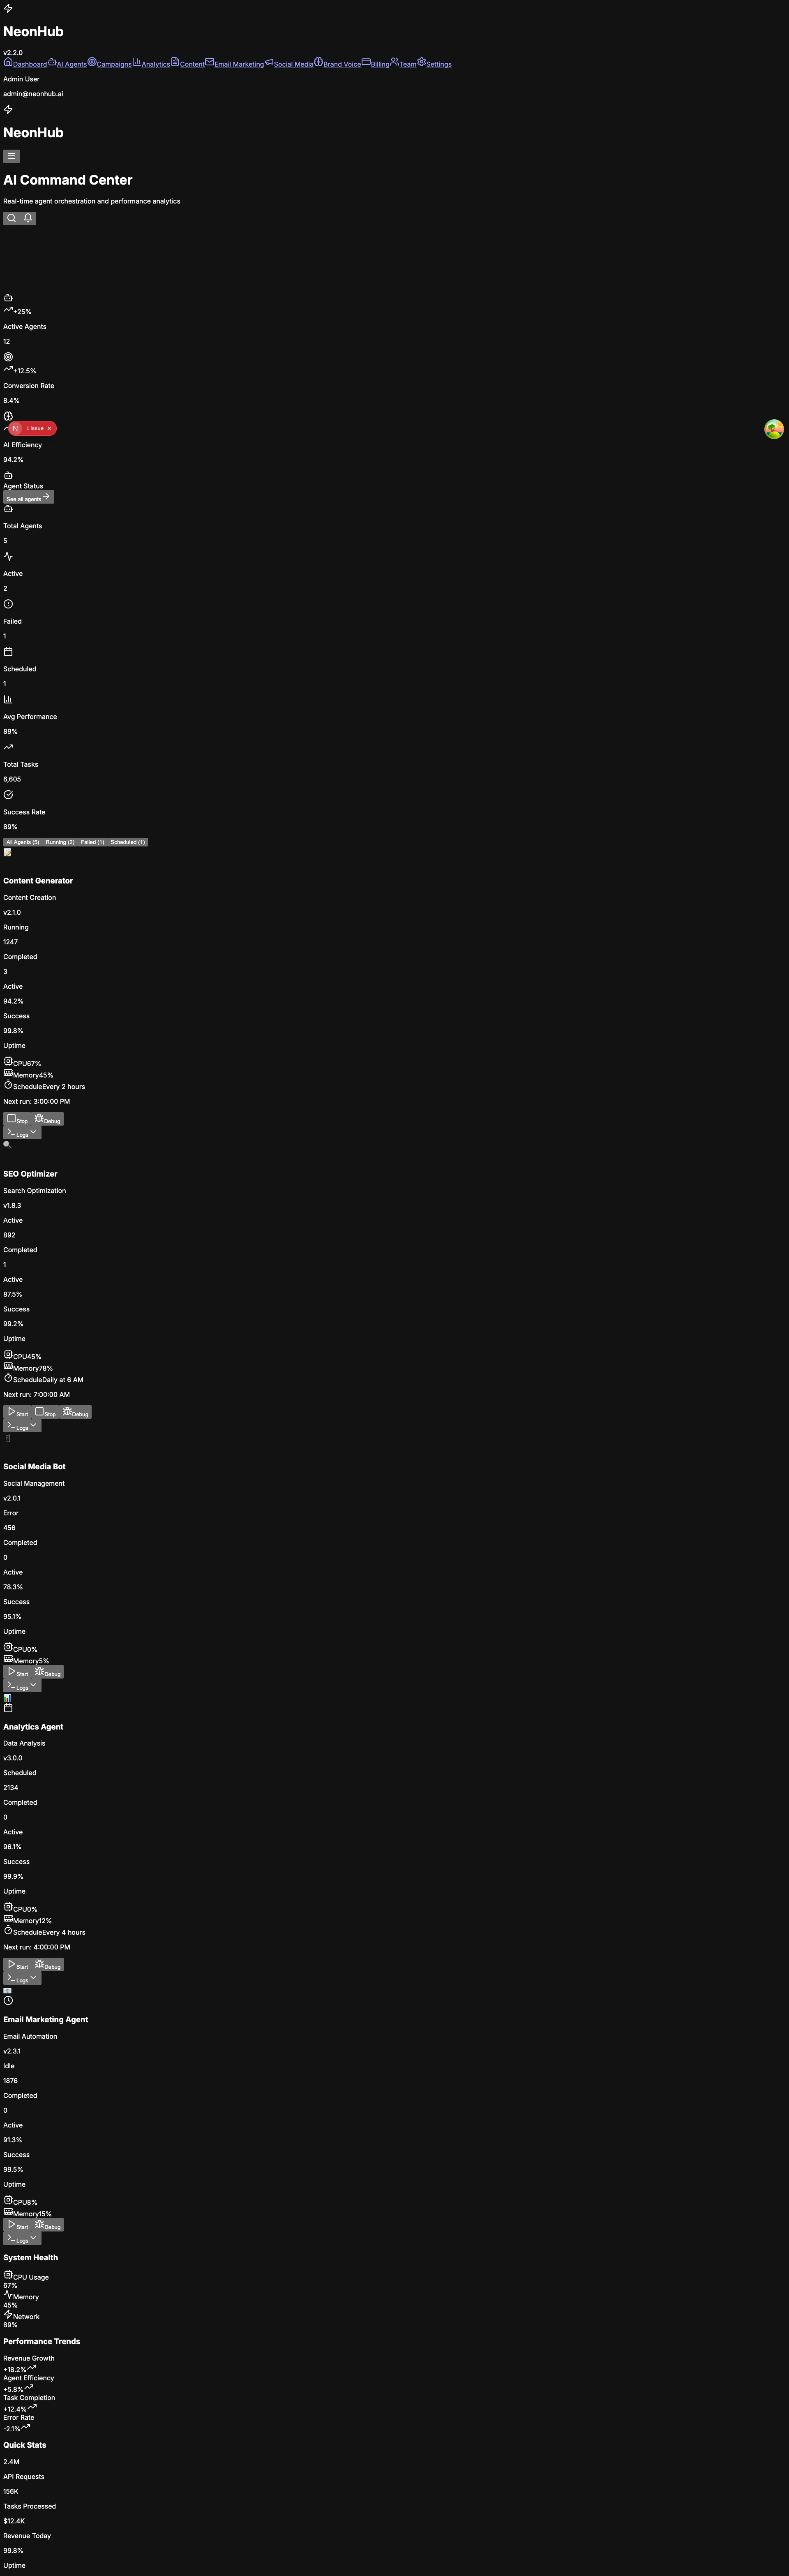 NeonHub
v2.2.0
Dashboard AI Agents Campaigns Analytics Content Email Marketing Social Media Brand Voice Billing Team Settings
Admin User
admin@neonhub.ai
NeonHub
AI Command Center
Real-time agent orchestration and performance analytics
+25%
Active Agents
12
+12.5%
Conversion Rate
8.4%
N 1 Issue
AI Efficiency
94.2%
Agent Status
See all agents
Total Agents
5
Active
2
Failed
1
Scheduled
1
Avg Performance
89%
Total Tasks
6,605
Success Rate
89%
All Agents (5) Running (2) Failed (1) Scheduled (1)
Content Generator
Content Creation
v2.1.0
Running
1247
Completed
3
Active
94.2%
Success
99.8%
Uptime
CPU67%
Memory45%
ScheduleEvery 2 hours
Next run: 3:00:00 PM
Stop Debug
Logs
SEO Optimizer
Search Optimization
v1.8.3
Active
892
Completed
1
Active
87.5%
Success
99.2%
Uptime
CPU45%
Memory78%
ScheduleDaily at 6 AM
Next run: 7:00:00 AM
Start Stop Debug
Logs
Social Media Bot
Social Management
v2.0.1
Error
456
Completed
0
Active
78.3%
Success
95.1%
Uptime
CPU0%
Memory5%
Start Debug
Logs
Analytics Agent
Data Analysis
v3.0.0
Scheduled
2134
Completed
0
Active
96.1%
Success
99.9%
Uptime
CPU0%
Memory12%
ScheduleEvery 4 hours
Next run: 4:00:00 PM
Start Debug
Logs
Email Marketing Agent
Email Automation
v2.3.1
Idle
1876
Completed
0
Active
91.3%
Success
99.5%
Uptime
CPU8%
Memory15%
Start Debug
Logs
System Health
CPU Usage
67%
Memory
45%
Network
89%
Performance Trends
Revenue Growth
+18.2%
Agent Efficiency
+5.8%
Task Completion
+12.4%
Error Rate
-2.1%
Quick Stats
2.4M
API Requests
156K
Tasks Processed
$12.4K
Revenue Today
99.8%
Uptime